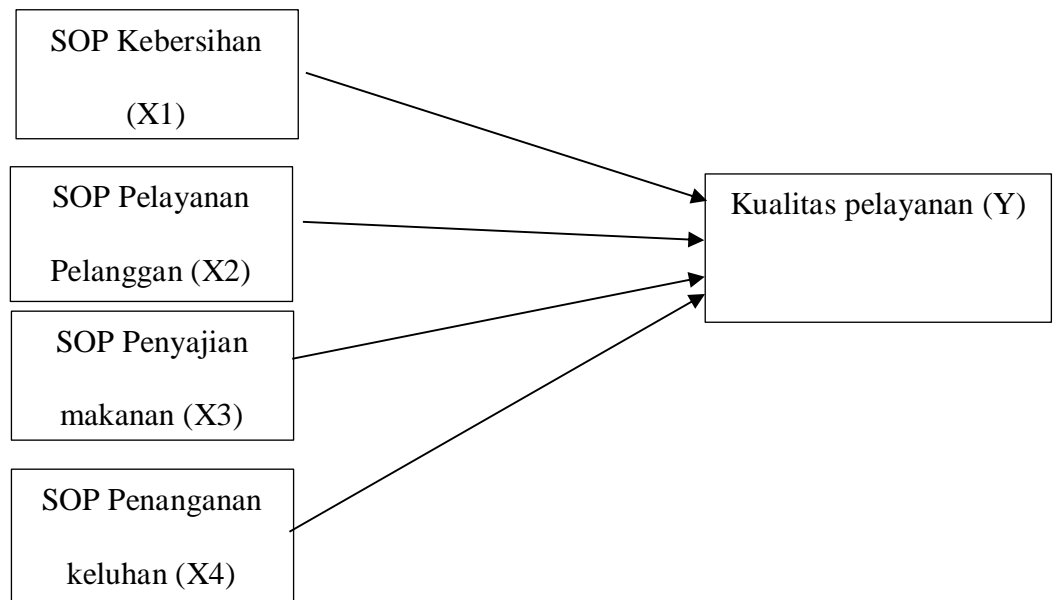 SOP Kebersihan
(X1)
SOP Pelayanan
Pelanggan (X2)
SOP Penyajian
makanan (X3)
SOP Penanganan
keluhan (X4)
Kualitas pelayanan (Y)